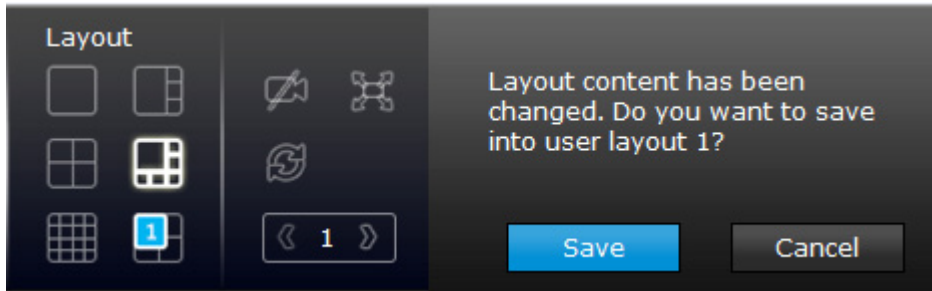 Layout
1
1
Layout content has been
changed. Do you want to save
into user layout 1?
Save
Cancel